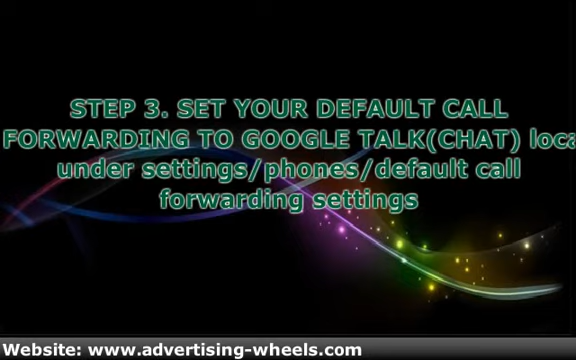 STEP 3. SET YOUR DEFAULT CALL
FORWARDING TO GOOGLE TALK(CHAT) loca
under settings/phones/default call
forwarding settings
Website: www.advertising-wheels.com